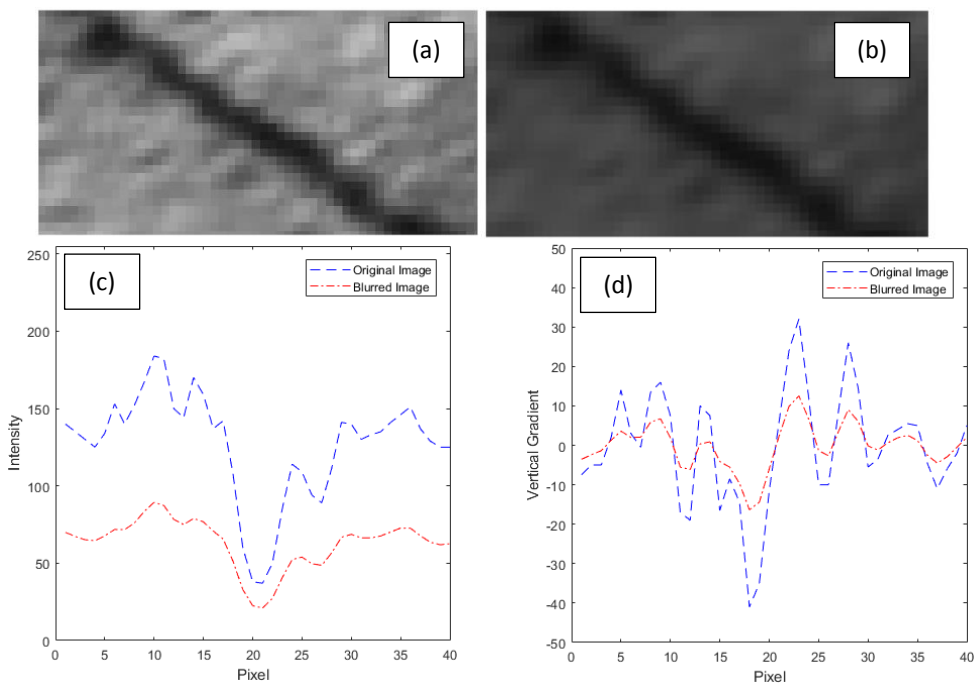 (a)
(b)
(c)
Original Image
Blurred Image
250
200
150
100
50
0
Intensity
0 5 10 15 20 25 30 35 40
Pixel
(d)
Original Image
Blurred Image
50
40
30
20
10
0
-10
-20
-30
-40
-50
Vertical Gradient
0 5 10 15 20 25 30 35 40
Pixel